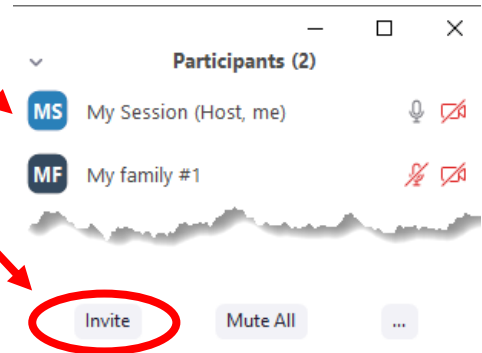 Participants (2)
MS My Session (Host, me)
MF My family #1
Invite Mute All ...